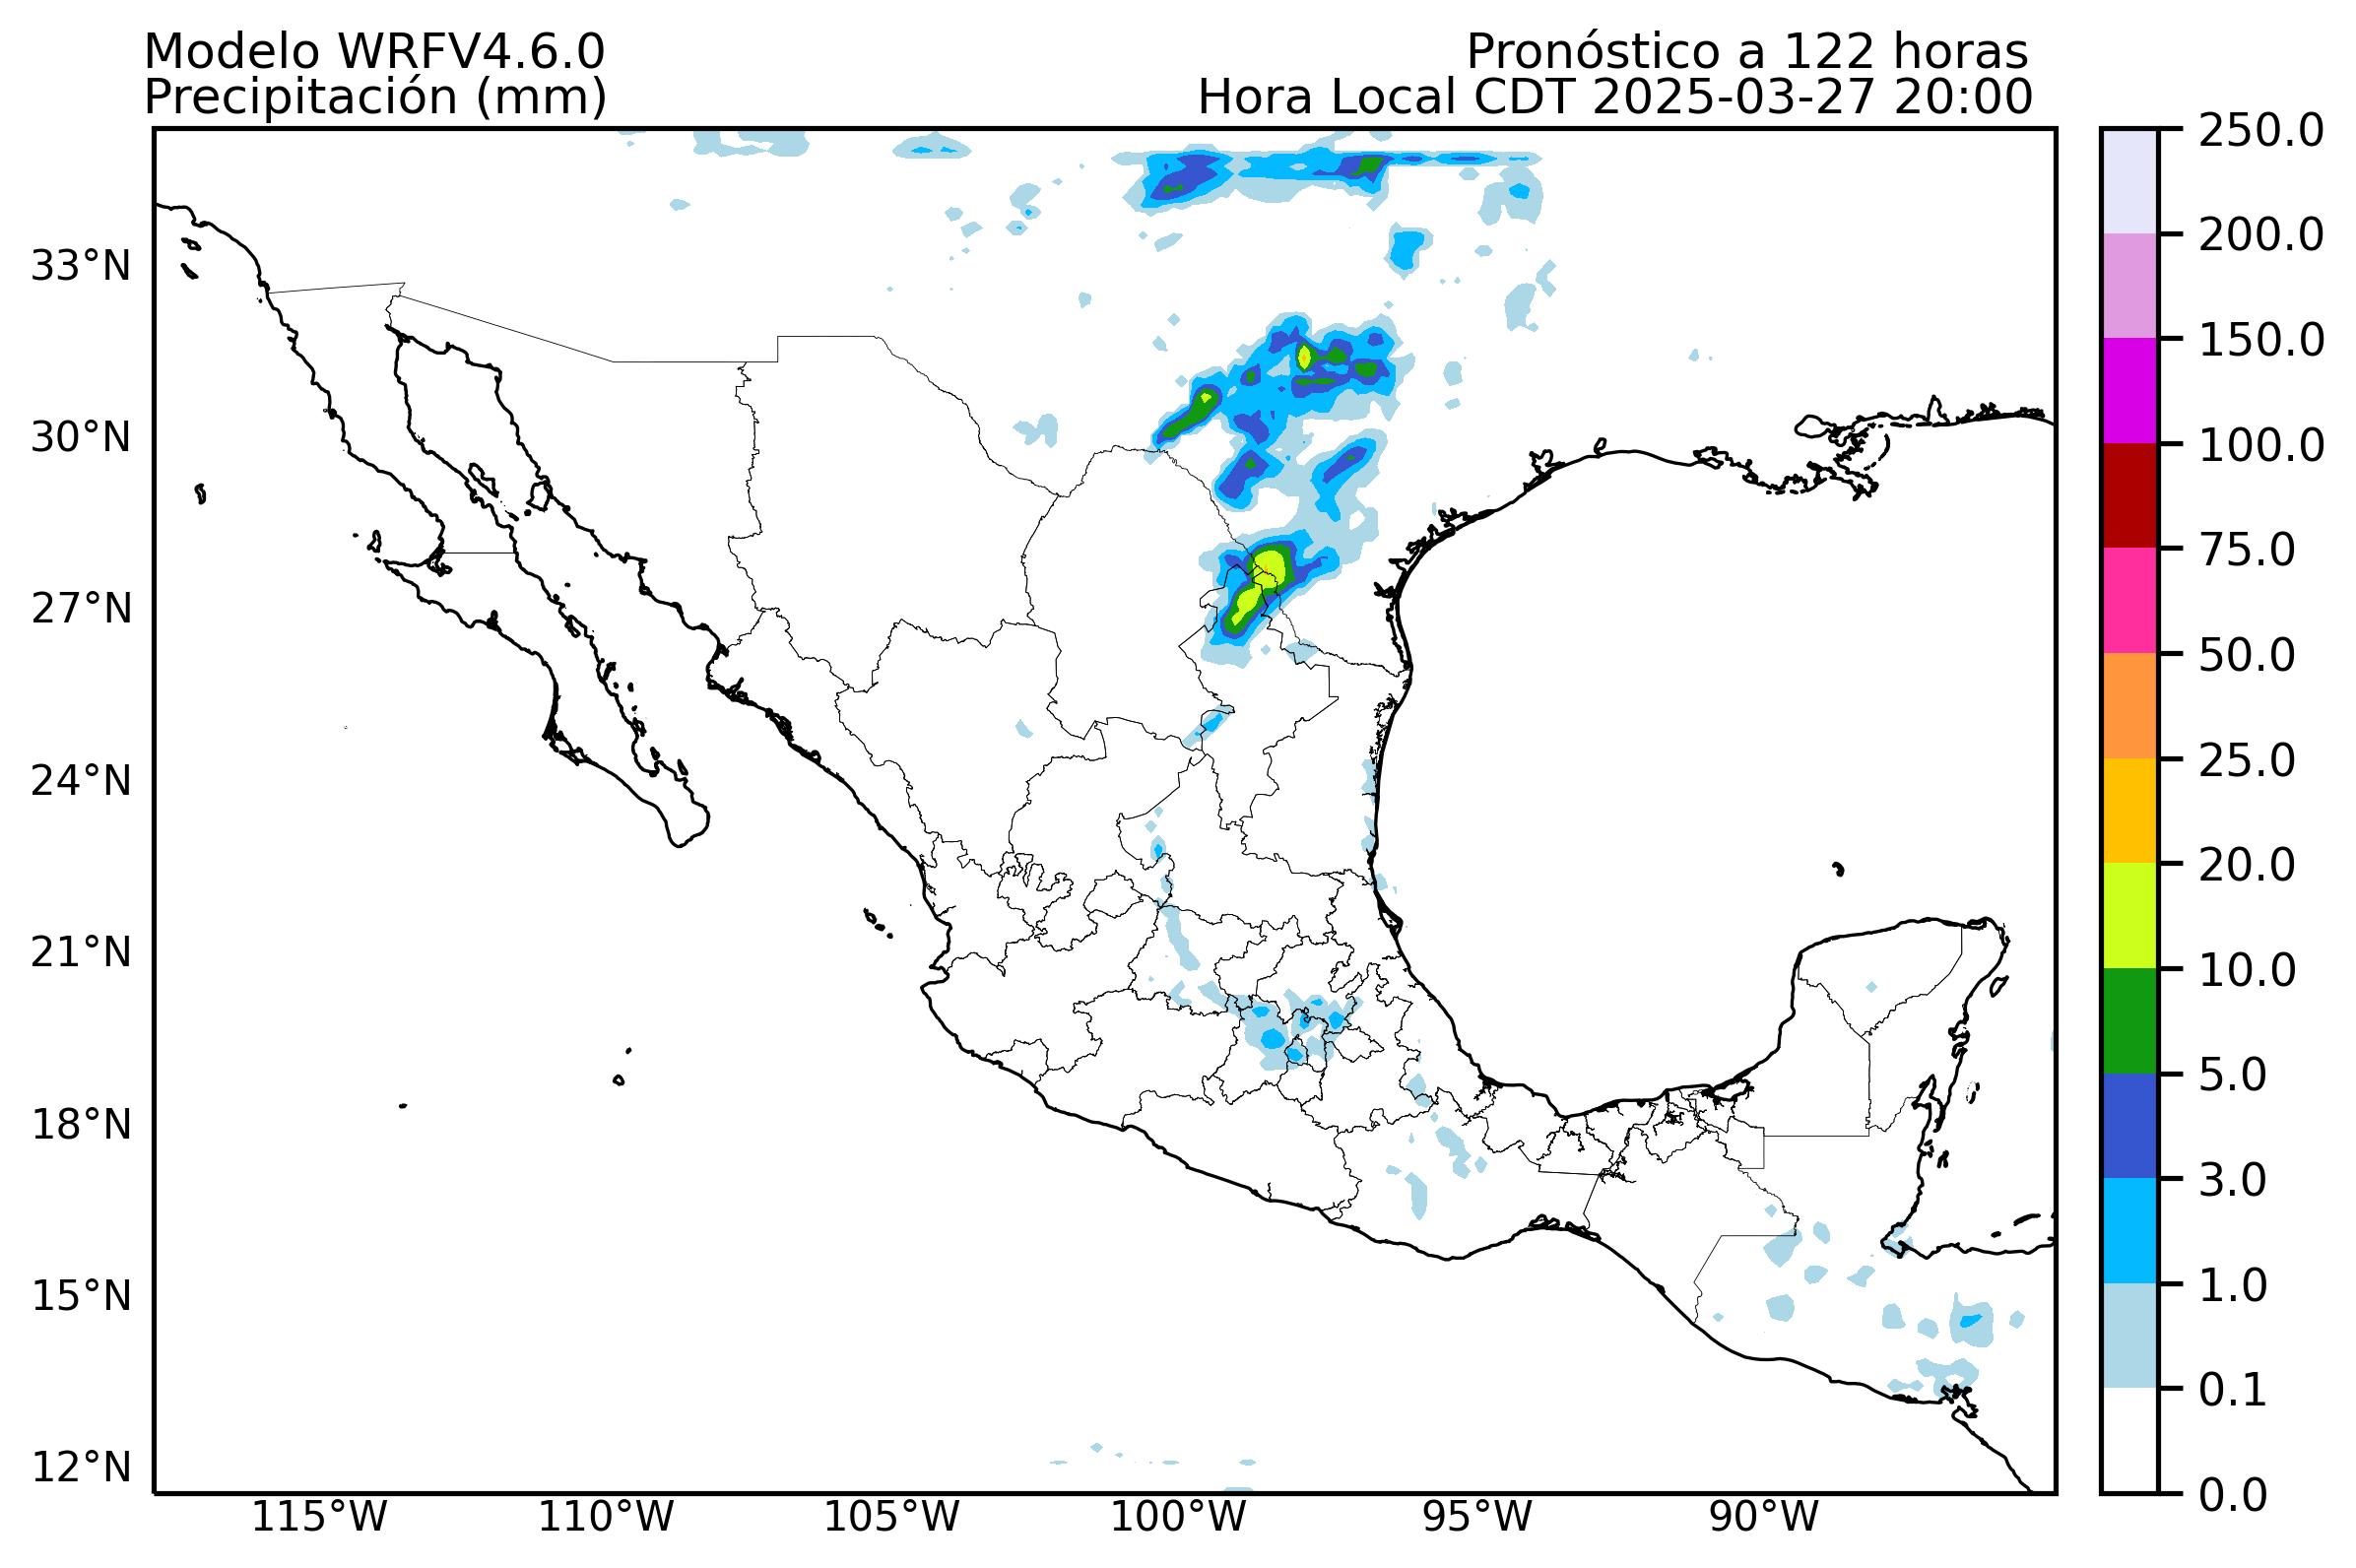 Modelo WRFV4.6.0
Pronóstico a 122 horas
Precipitación (mm)
Hora Local CDT 2025-03-27 20:00
33°N
30°N
27°N
24°N
21°N
18°N
15°N
12°N
115°W
110°W
105°W
100°W
95°W
90°W
250.0
200.0
150.0
100.0
75.0
50.0
25.0
20.0
10.0
5.0
3.0
1.0
0.1
0.0